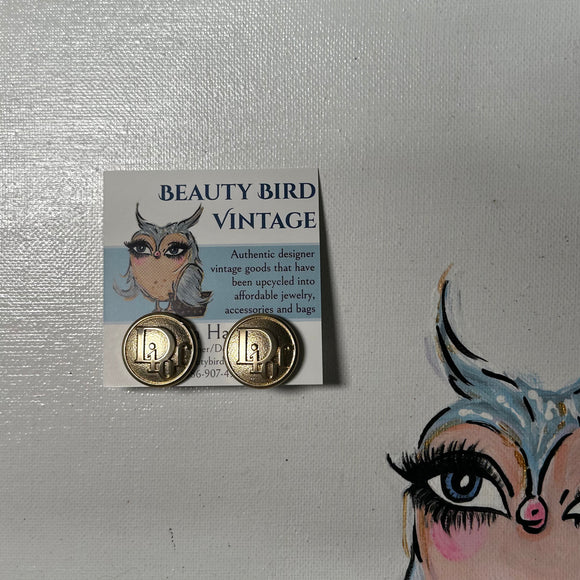 BEAUTY BIRD
VINTAGE
Authentic designer
vintage goods that have
been upcycled into
affordable jewelry,
accessories and bags
Dior
Dior